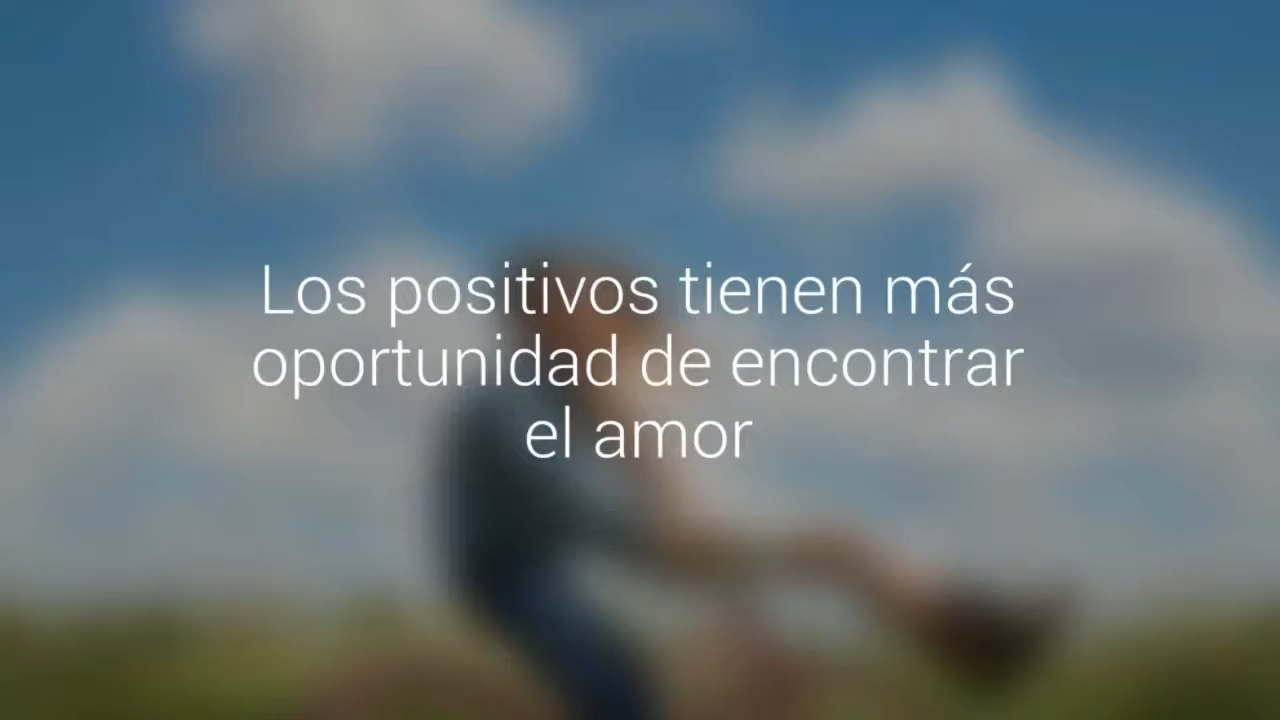 Los positivos tienen más
oportunidad de encontrar
el amor